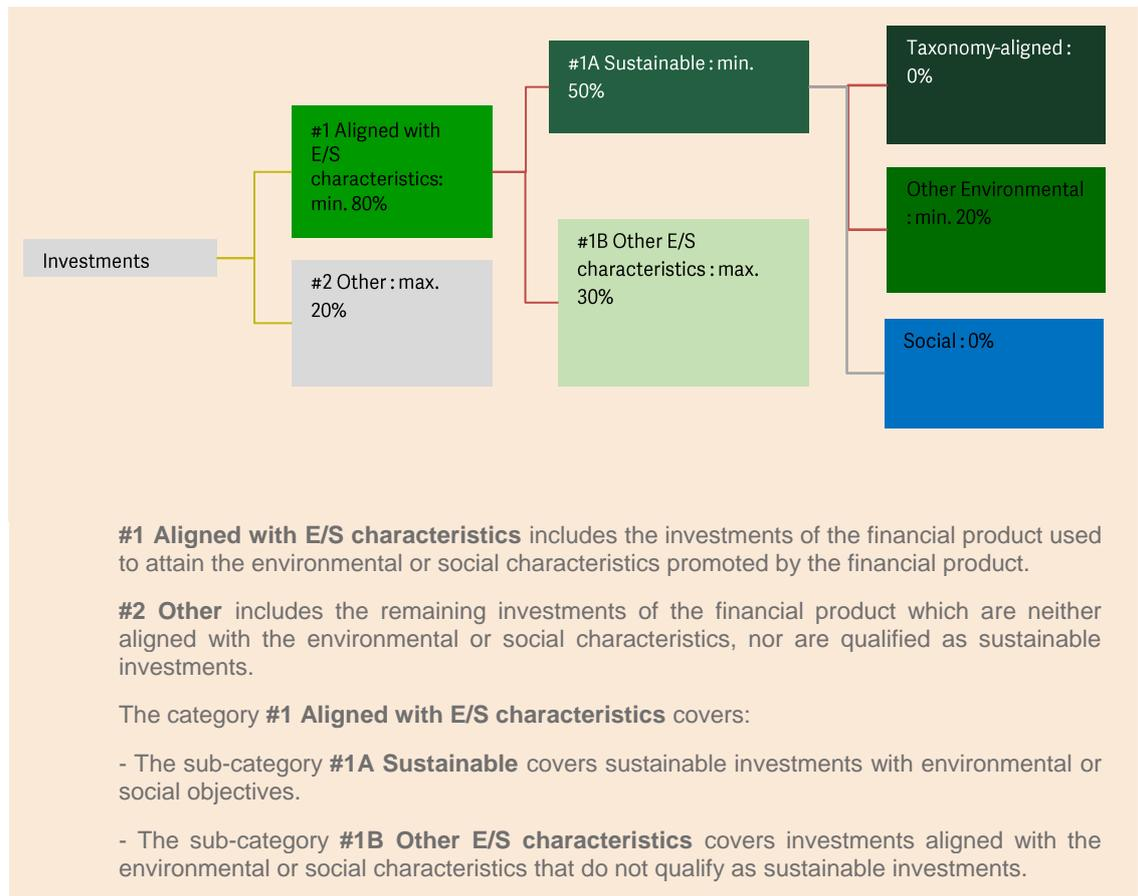 Investments
#1 Aligned with
E/S
characteristics:
min. 80%
#2 Other : max.
20%
#1A Sustainable : min.
50%
#1B Other E/S
characteristics : max.
30%
Taxonomy-aligned :
0%
Other Environmental
: min. 20%
Social : 0%
#1 Aligned with E/S characteristics includes the investments of the financial product used
to attain the environmental or social characteristics promoted by the financial product.
#2 Other includes the remaining investments of the financial product which are neither
aligned with the environmental or social characteristics, nor are qualified as sustainable
investments.
The category #1 Aligned with E/S characteristics covers:
- The sub-category #1A Sustainable covers sustainable investments with environmental or
social objectives.
- The sub-category #1B Other E/S characteristics covers investments aligned with the
environmental or social characteristics that do not qualify as sustainable investments.